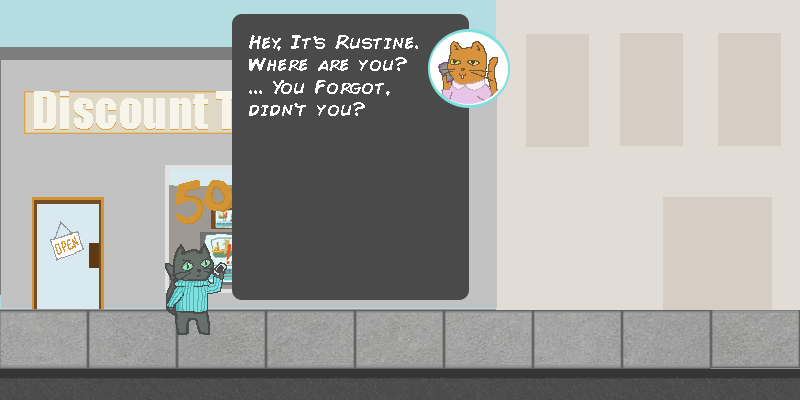 Hey, It's Rustine.
Where are you?
... You Forgot,
didn't you?
Discount T
50
OPEN